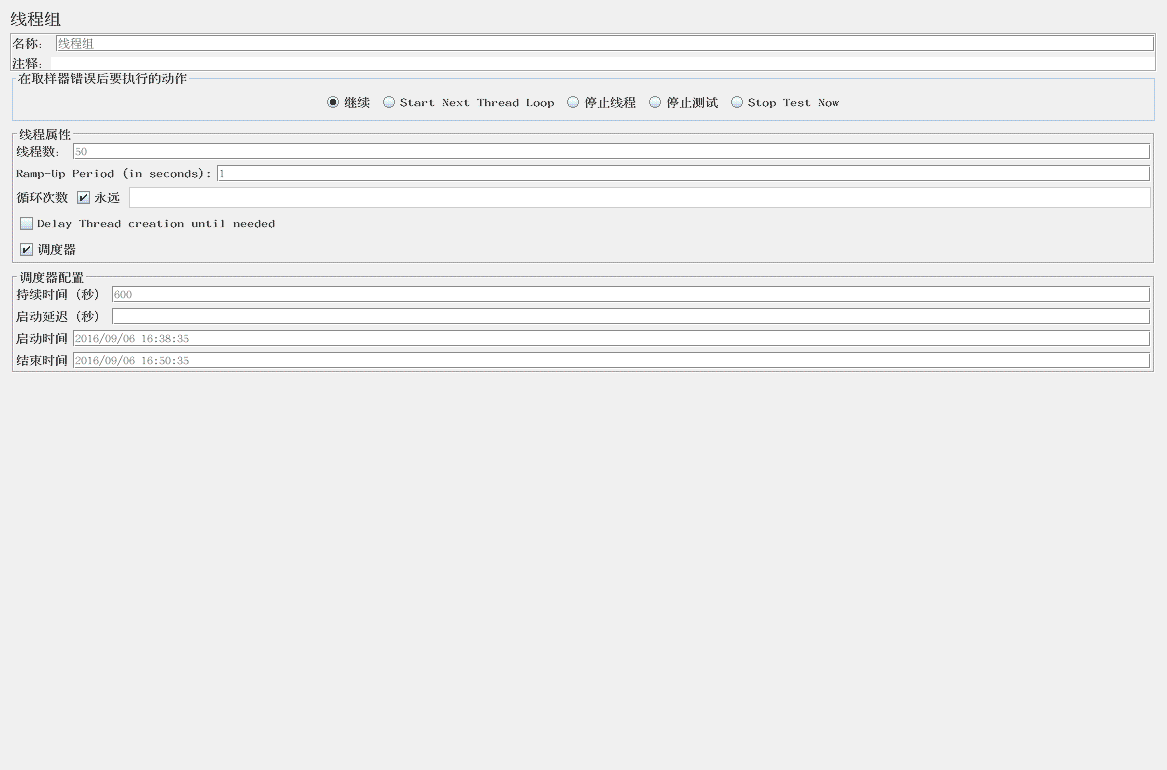 线程组
名称： 线程组
注释：
在取样器错误后要执行的动作
继续 Start Next Thread Loop 停止线程 停止测试 Stop Test Now
线程属性
线程数： 50
Ramp-Up Period (in seconds): 1
循环次数 永远
Delay Thread creation until needed
调度器
调度器配置
持续时间（秒） 600
启动延迟（秒）
启动时间 2016/09/06 16:38:35
结束时间 2016/09/06 16:50:35